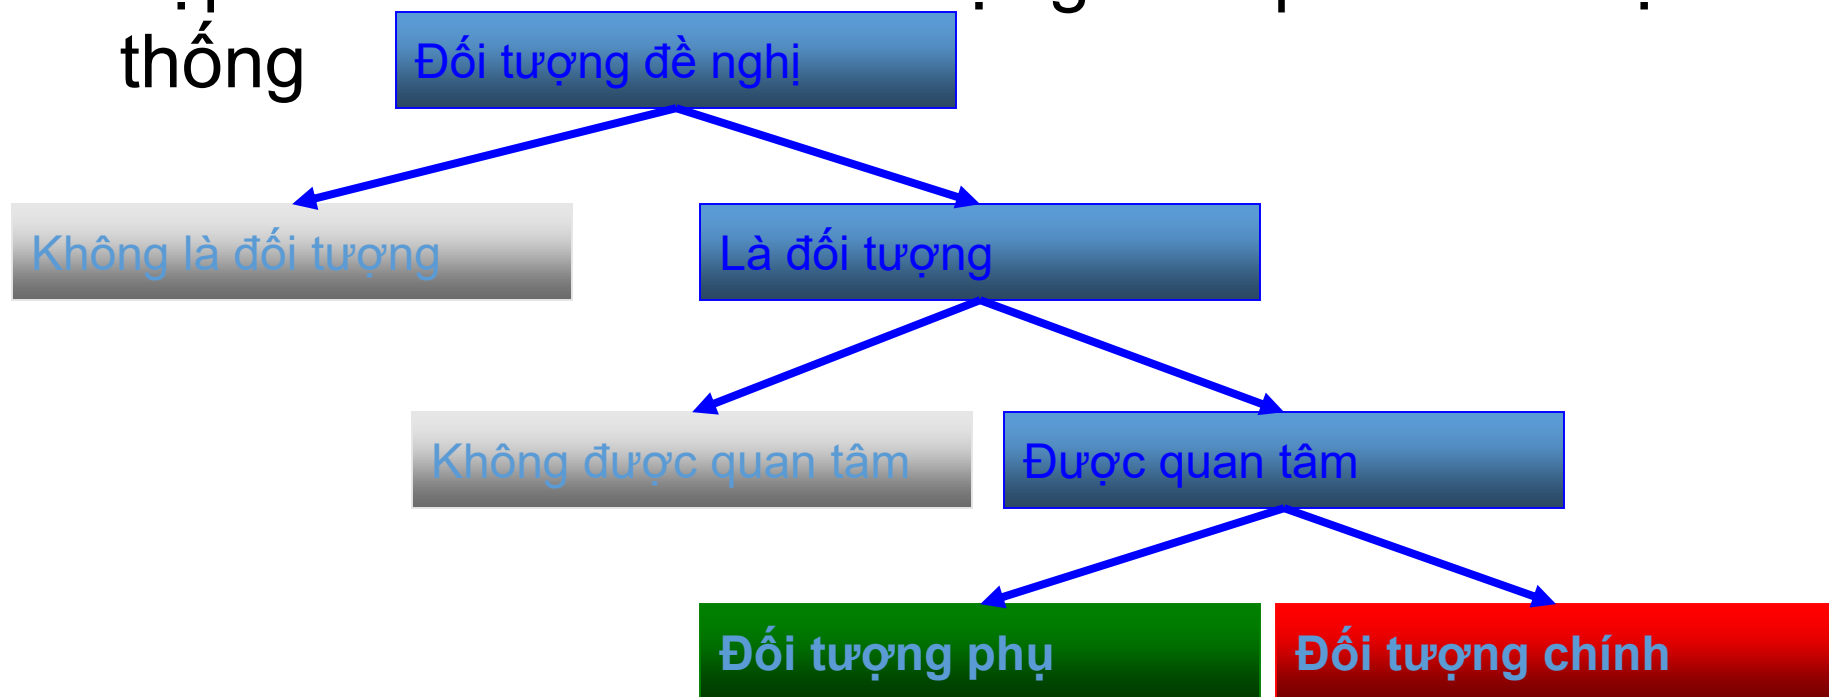 thống
Đối tượng đề nghị
Không là đối tượng
Là đối tượng
Không được quan tâm
Được quan tâm
Đối tượng phụ
Đối tượng chính